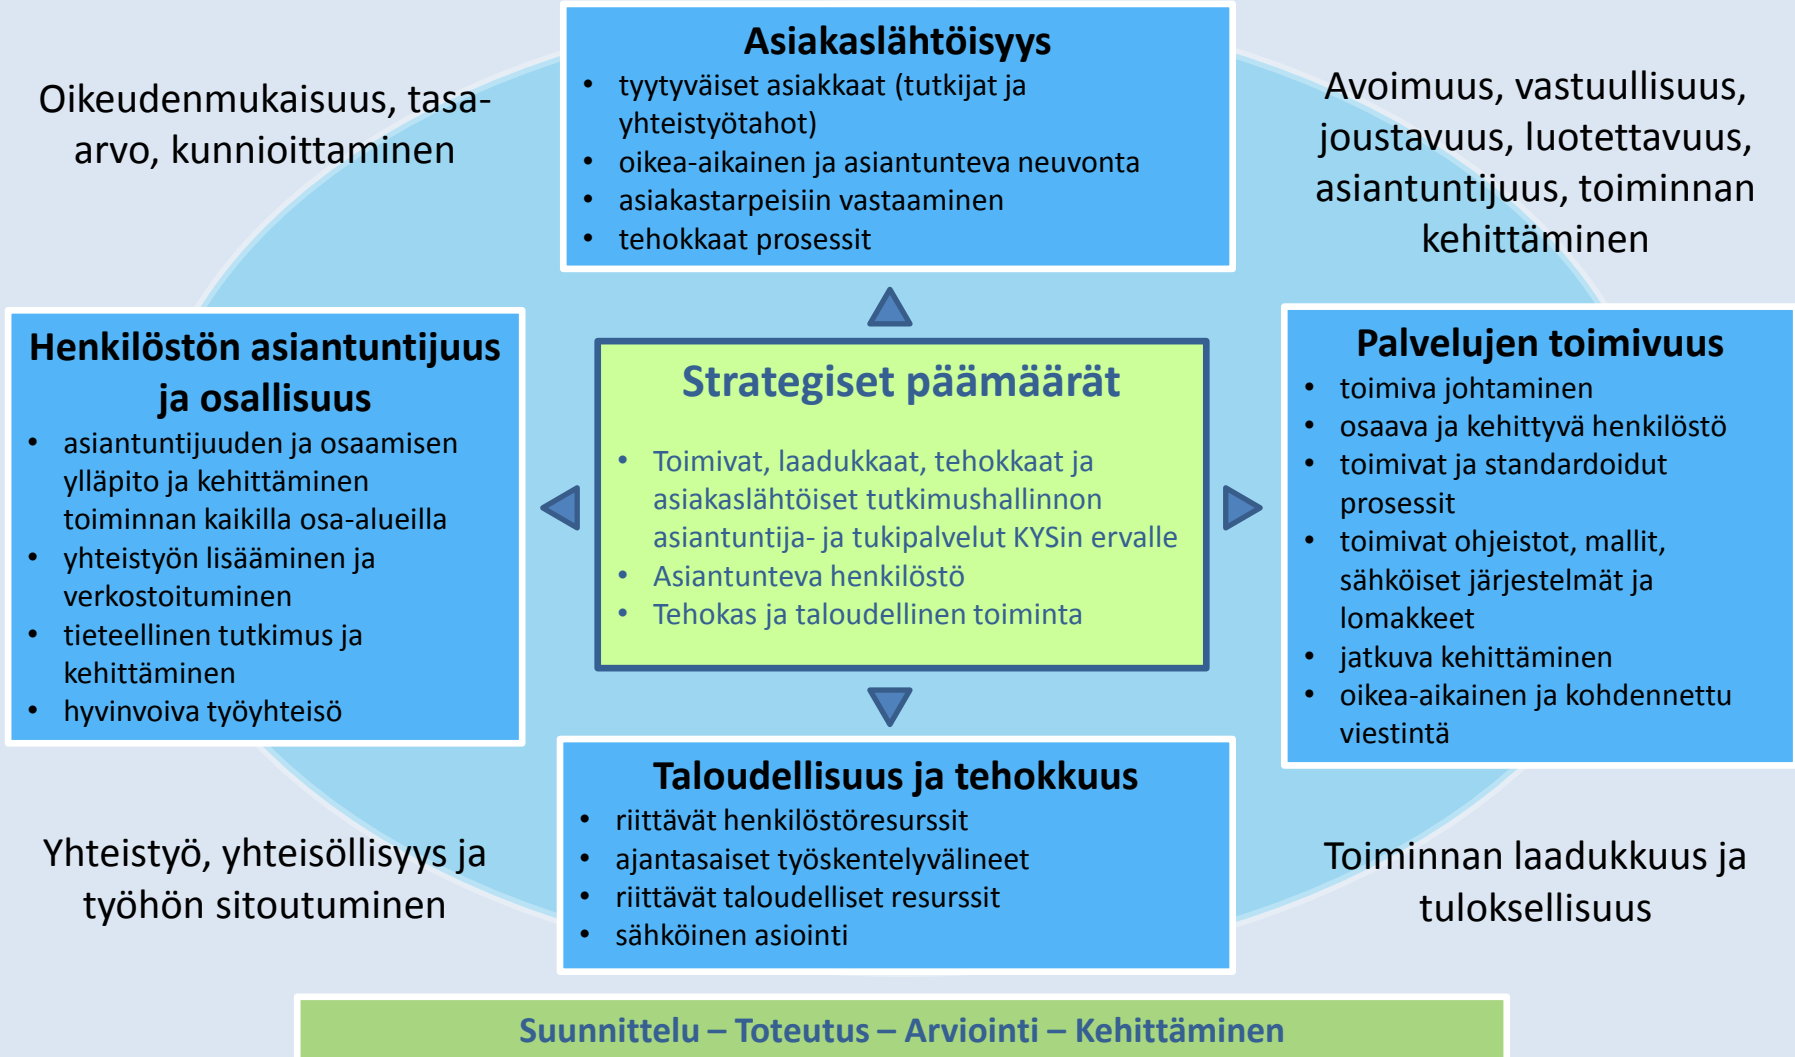 Asiakaslähtöisyys
• tyytyväiset asiakkaat (tutkijat ja
yhteistyötahot)
• oikea-aikainen ja asiantunteva neuvonta
• asiakastarpeisiin vastaaminen
• tehokkaat prosessit
Oikeudenmukaisuus, tasa-
arvo, kunnioittaminen
Avoimuus, vastuullisuus,
joustavuus, luotettavuus,
asiantuntijuus, toiminnan
kehittäminen
Henkilöstön asiantuntijuus
ja osallisuus
• asiantuntijuuden ja osaamisen
ylläpito ja kehittäminen
toiminnan kaikilla osa-alueilla
• yhteistyön lisääminen ja
verkostoituminen
• tieteellinen tutkimus ja
kehittäminen
• hyvinvoiva työyhteisö
Strategiset päämäärät
• Toimivat, laadukkaat, tehokkaat ja
asiakaslähtöiset tutkimushallinnon
asiantuntija- ja tukipalvelut KYSin ervalle
• Asiantunteva henkilöstö
• Tehokas ja taloudellinen toiminta
Palvelujen toimivuus
• toimiva johtaminen
• osaava ja kehittyvä henkilöstö
• toimivat ja standardoidut
prosessit
• toimivat ohjeistot, mallit,
sähköiset järjestelmät ja
lomakkeet
• jatkuva kehittäminen
• oikea-aikainen ja kohdennettu
viestintä
Taloudellisuus ja tehokkuus
• riittävät henkilöstöresurssit
• ajantasaiset työskentelyvälineet
• riittävät taloudelliset resurssit
• sähköinen asiointi
Yhteistyö, yhteisöllisyys ja
työhön sitoutuminen
Toiminnan laadukkuus ja
tuloksellisuus
Suunnittelu – Toteutus – Arviointi – Kehittäminen